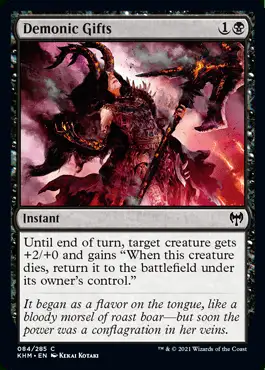 Demonic Gifts 1
Instant
Until end of turn, target creature gets
+2/+0 and gains “When this creature
dies, return it to the battlefield under
its owner’s control.”
It began as a flavor on the tongue, like a
bloody morsel of roast boar—but soon the
power was a conflagration in her veins.
084/285 C
KHM • EN KEKAI KOTAKI
™ & © 2021 Wizards of the Coast